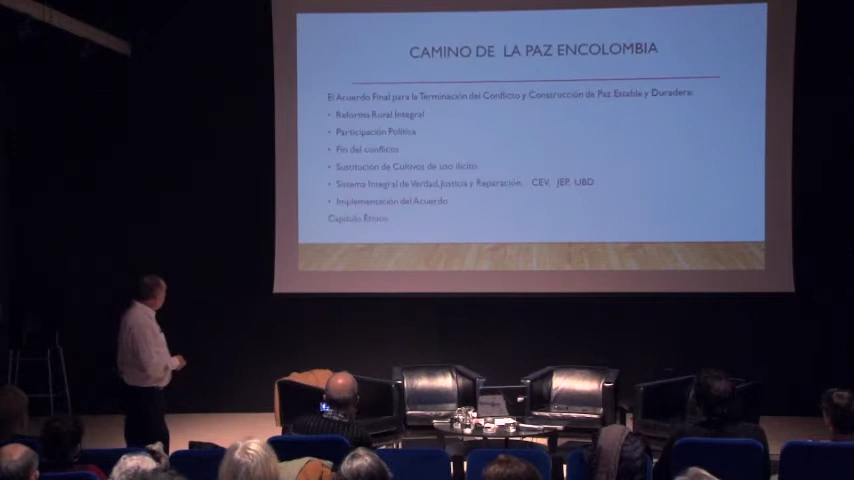 CAMINO DE LA PAZ ENCOLOMBIA
El Acuerdo Final para la Terminación del Conflicto y Construcción de Paz Estable y Duradera:
• Reforma Rural Integral
• Participación Política
• Fin del conflictos
• Sustitución de Cultivos de uso ilícito
• Sistema Integral de Verdad, Justicia y Reparación. CEV, JEP, UBD
• Implementación del Acuerdo
Capítulo Étnico